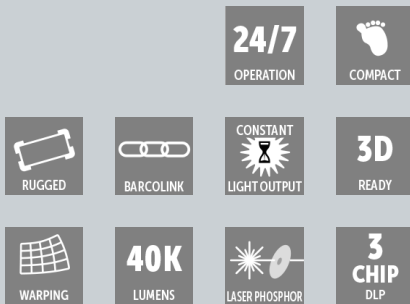 24/7
OPERATION
COMPACT
RUGGED
BARCOLINK
CONSTANT
LIGHT OUTPUT
3D
READY
WARPING
40K
LUMENS
LASER PHOSPHOR
3
CHIP
DLP